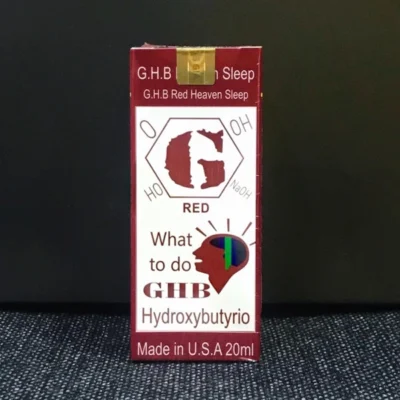 G.H.B Sleep
G.H.B Red Heaven Sleep
O
OH
G
HO
NaOH
RED
What
to do
GHB
Hydroxybutyrio
Made in U.S.A 20ml